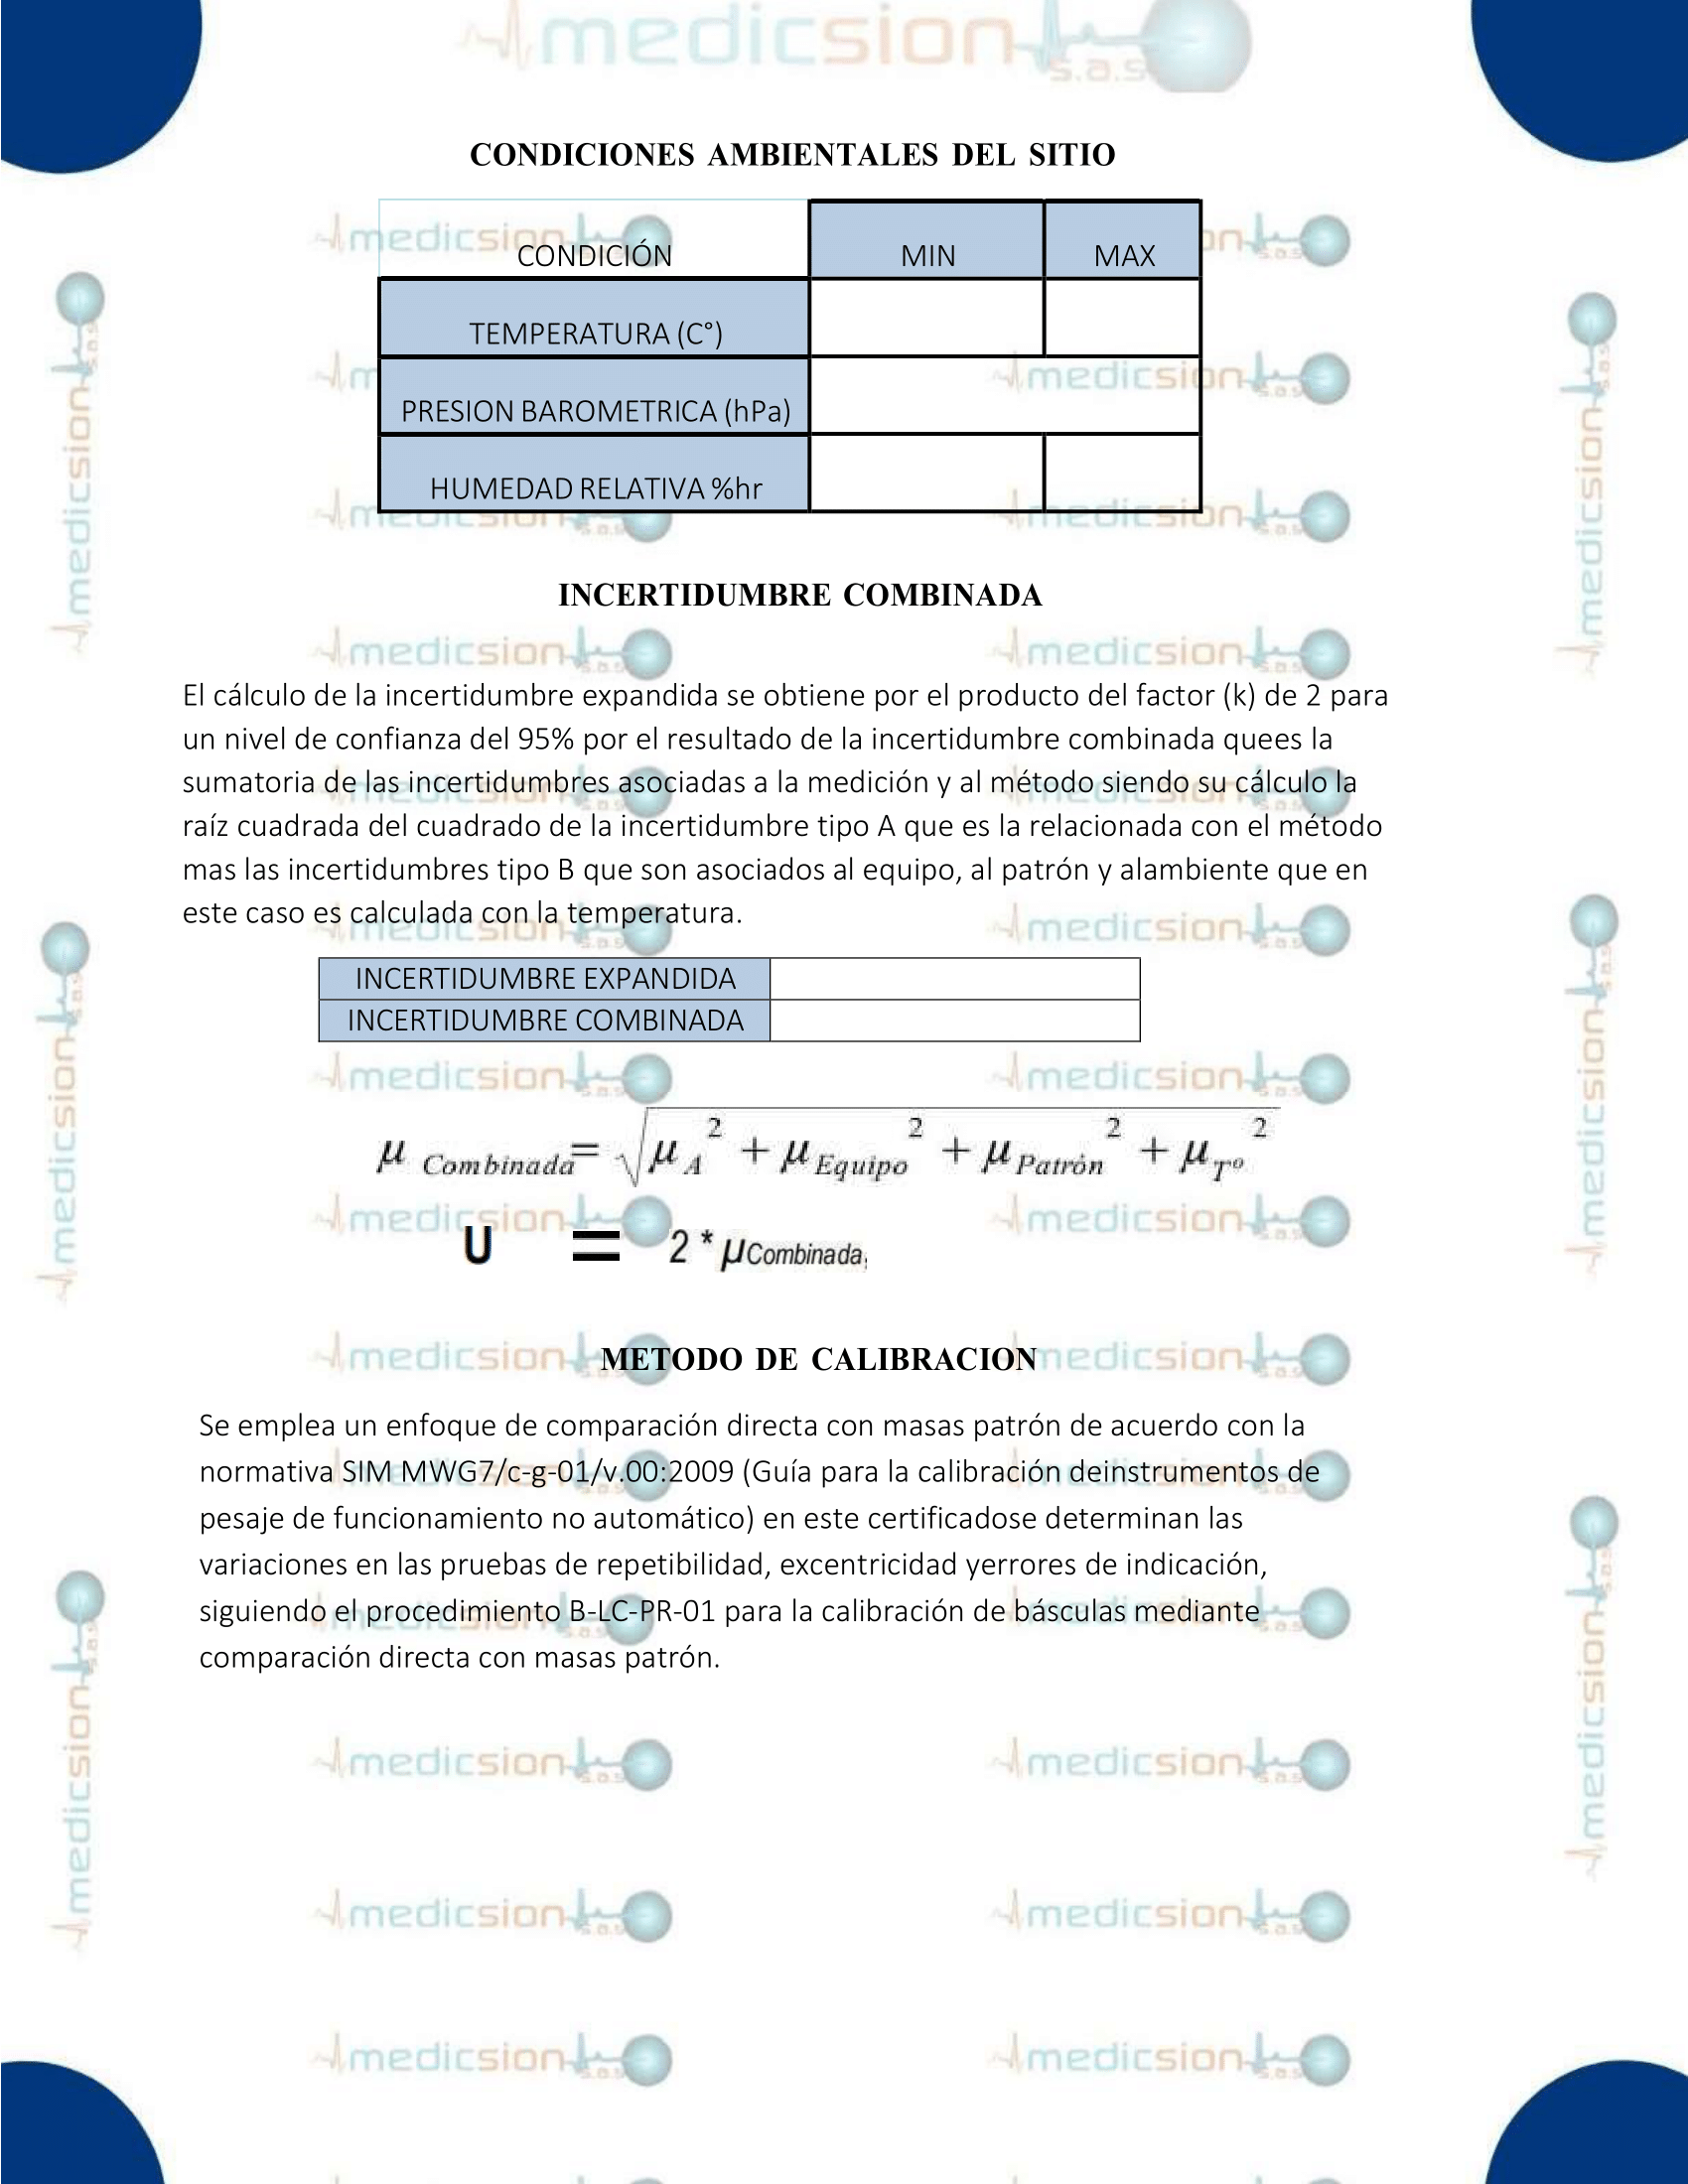 medicsion
s.a.s
CONDICIONES AMBIENTALES DEL SITIO
CONDICIÓN MIN MAX
TEMPERATURA (C°)
PRESION BAROMETRICA (hPa)
HUMEDAD RELATIVA %hr
INCERTIDUMBRE COMBINADA
El cálculo de la incertidumbre expandida se obtiene por el producto del factor (k) de 2 para
un nivel de confianza del 95% por el resultado de la incertidumbre combinada quees la
sumatoria de las incertidumbres asociadas a la medición y al método siendo su cálculo la
raíz cuadrada del cuadrado de la incertidumbre tipo A que es la relacionada con el método
mas las incertidumbres tipo B que son asociados al equipo, al patrón y alambiente que en
este caso es calculada con la temperatura.
INCERTIDUMBRE EXPANDIDA
INCERTIDUMBRE COMBINADA
μ Combinada = √ μ A 2 + μ Equipo 2 + μ Patrón 2 + μ Tº 2
U = 2 * μCombinada,
METODO DE CALIBRACION
Se emplea un enfoque de comparación directa con masas patrón de acuerdo con la
normativa SIM MWG7/c-g-01/v.00:2009 (Guía para la calibración deinstrumentos de
pesaje de funcionamiento no automático) en este certificadose determinan las
variaciones en las pruebas de repetibilidad, excentricidad yerrores de indicación,
siguiendo el procedimiento B-LC-PR-01 para la calibración de básculas mediante
comparación directa con masas patrón.